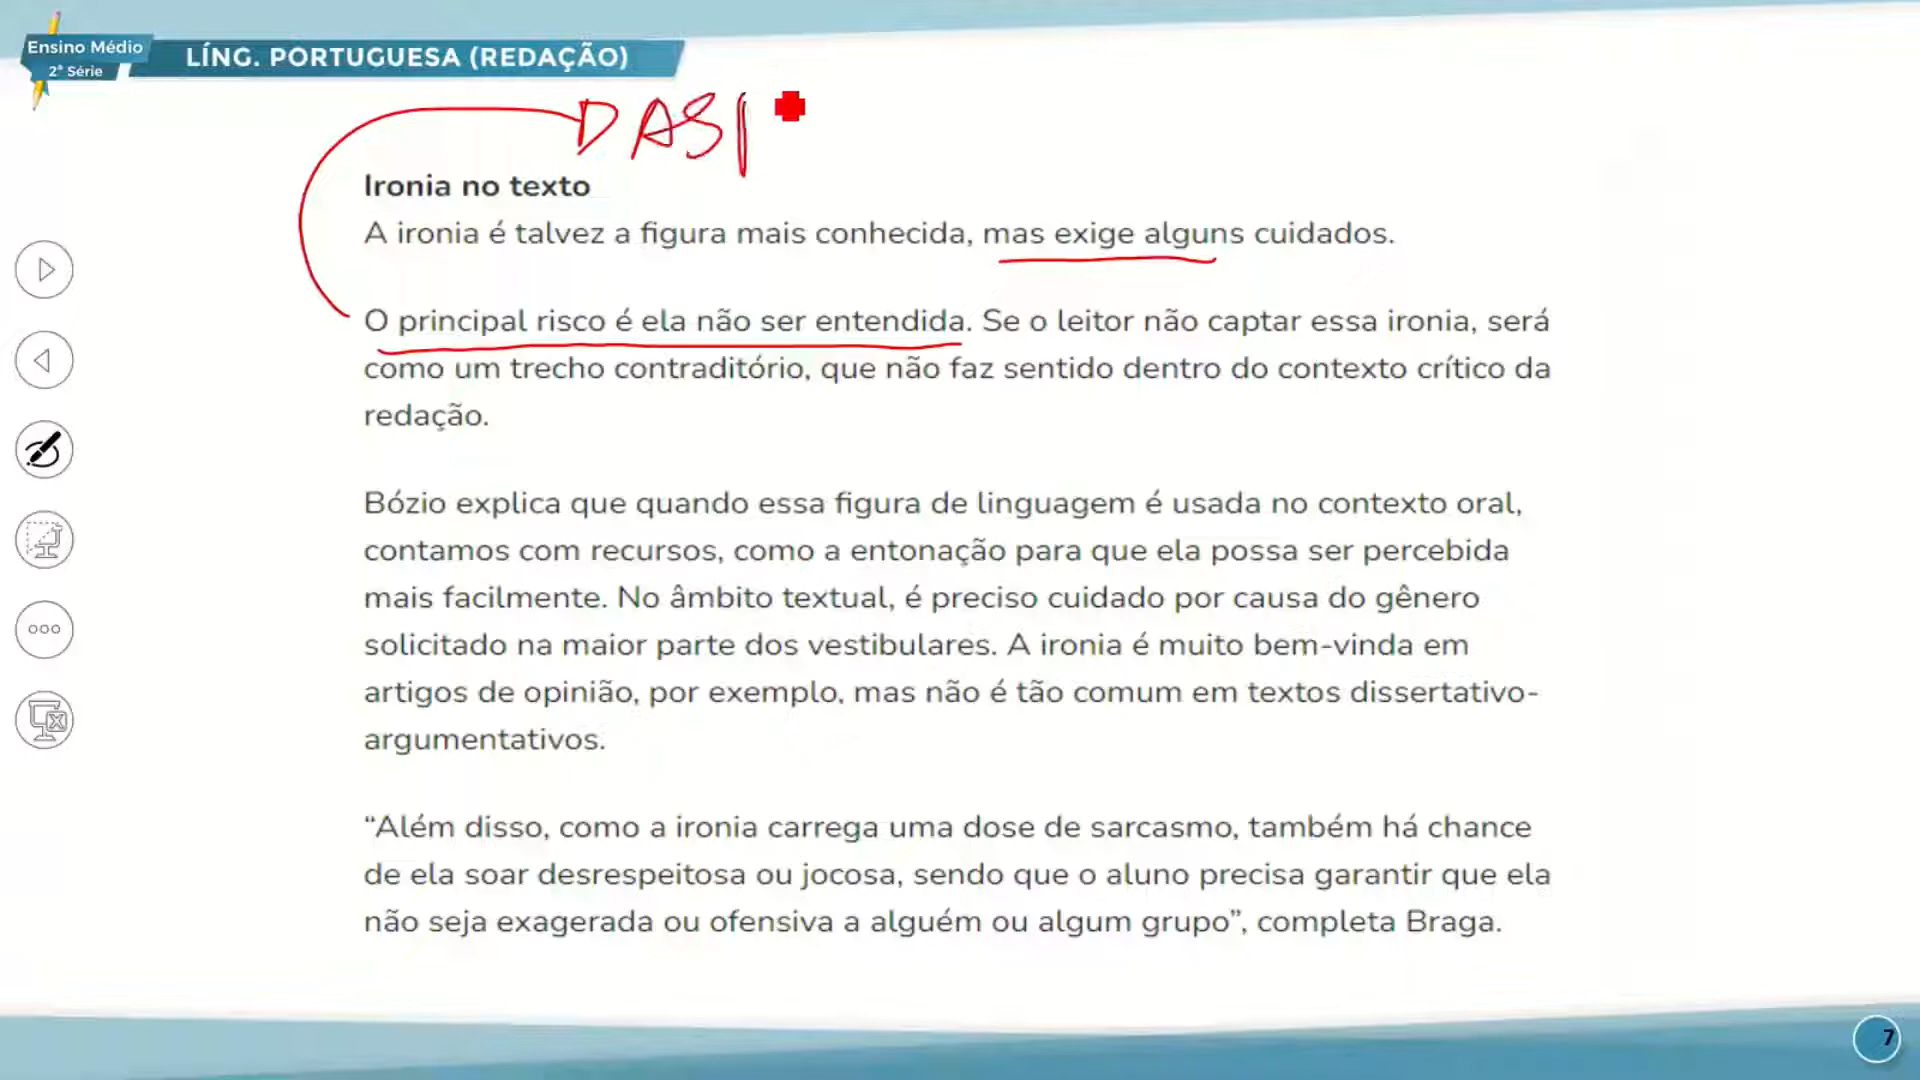 Ensino Médio
2ª Série
LÍNG. PORTUGUESA (REDAÇÃO)
DASP
Ironia no texto
A ironia é talvez a figura mais conhecida, mas exige alguns cuidados.
O principal risco é ela não ser entendida. Se o leitor não captar essa ironia, será
como um trecho contraditório, que não faz sentido dentro do contexto crítico da
redação.
Bózio explica que quando essa figura de linguagem é usada no contexto oral,
contamos com recursos, como a entonação para que ela possa ser percebida
mais facilmente. No âmbito textual, é preciso cuidado por causa do gênero
solicitado na maior parte dos vestibulares. A ironia é muito bem-vinda em
artigos de opinião, por exemplo, mas não é tão comum em textos dissertativo-
argumentativos.
“Além disso, como a ironia carrega uma dose de sarcasmo, também há chance
de ela soar desrespeitosa ou jocosa, sendo que o aluno precisa garantir que ela
não seja exagerada ou ofensiva a alguém ou algum grupo”, completa Braga.
7